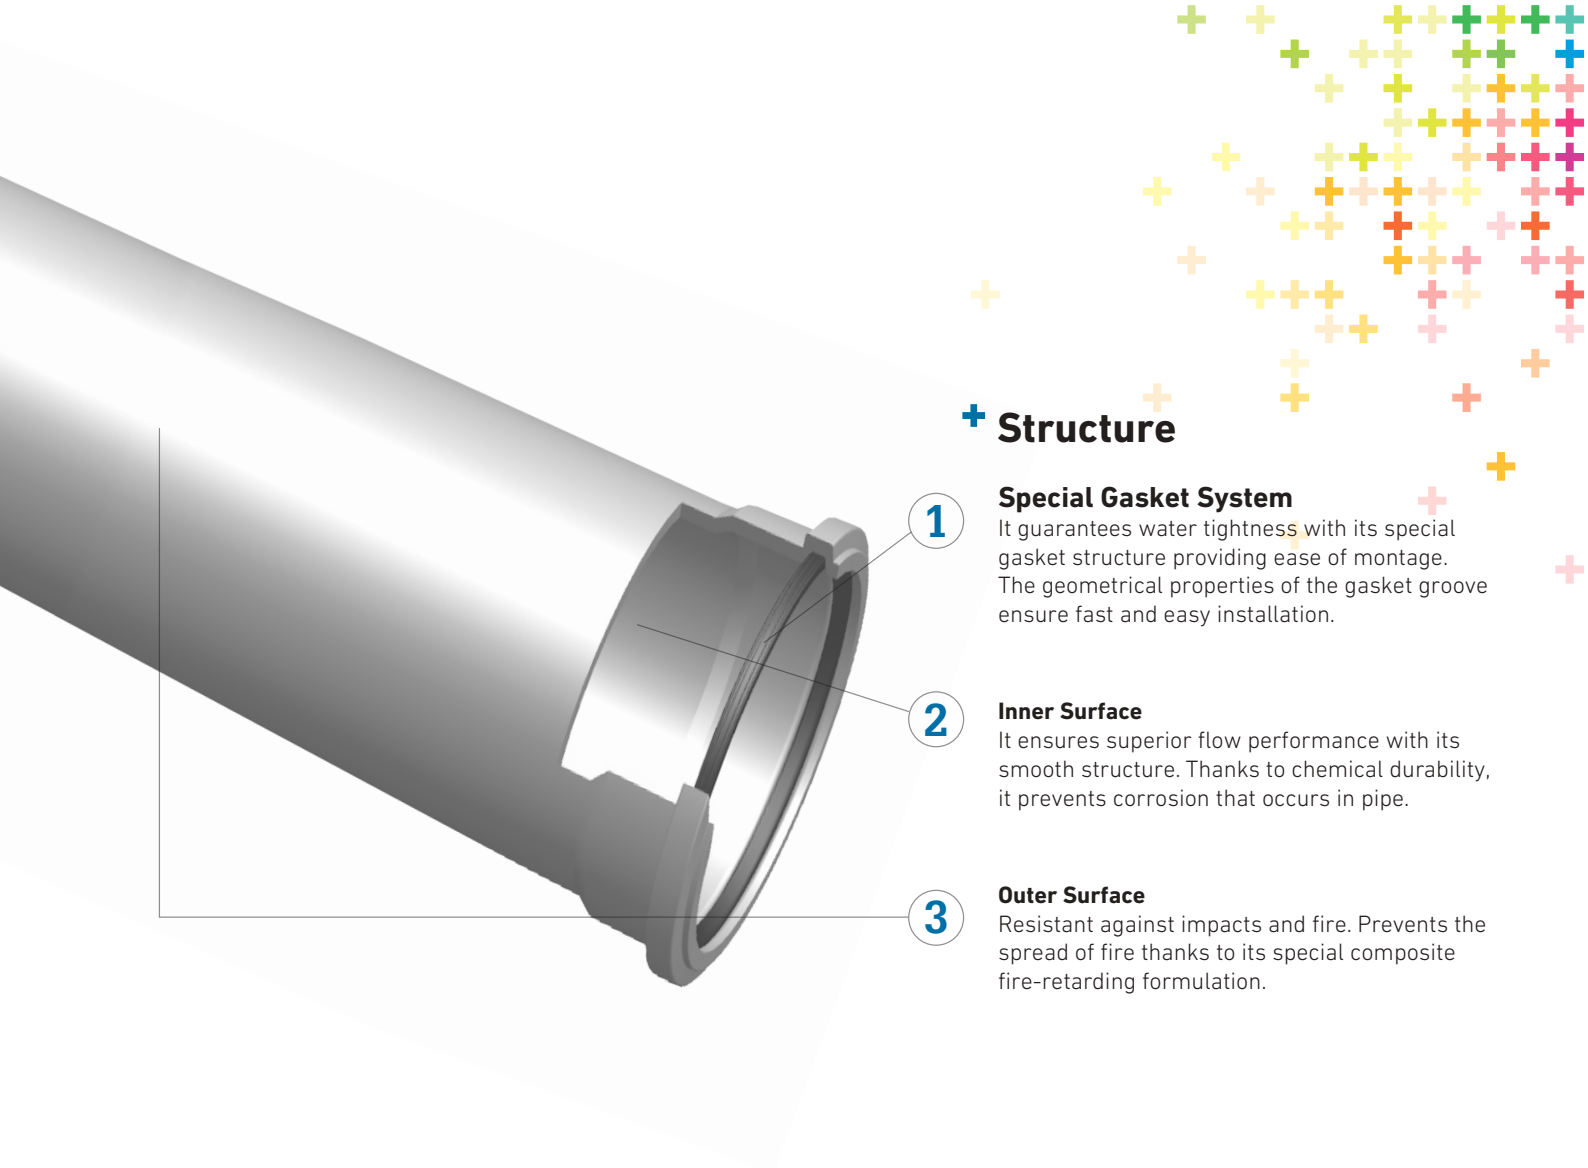 Structure
1
Special Gasket System
It guarantees water tightness with its special
gasket structure providing ease of montage.
The geometrical properties of the gasket groove
ensure fast and easy installation.
2
Inner Surface
It ensures superior flow performance with its
smooth structure. Thanks to chemical durability,
it prevents corrosion that occurs in pipe.
3
Outer Surface
Resistant against impacts and fire. Prevents the
spread of fire thanks to its special composite
fire-retarding formulation.